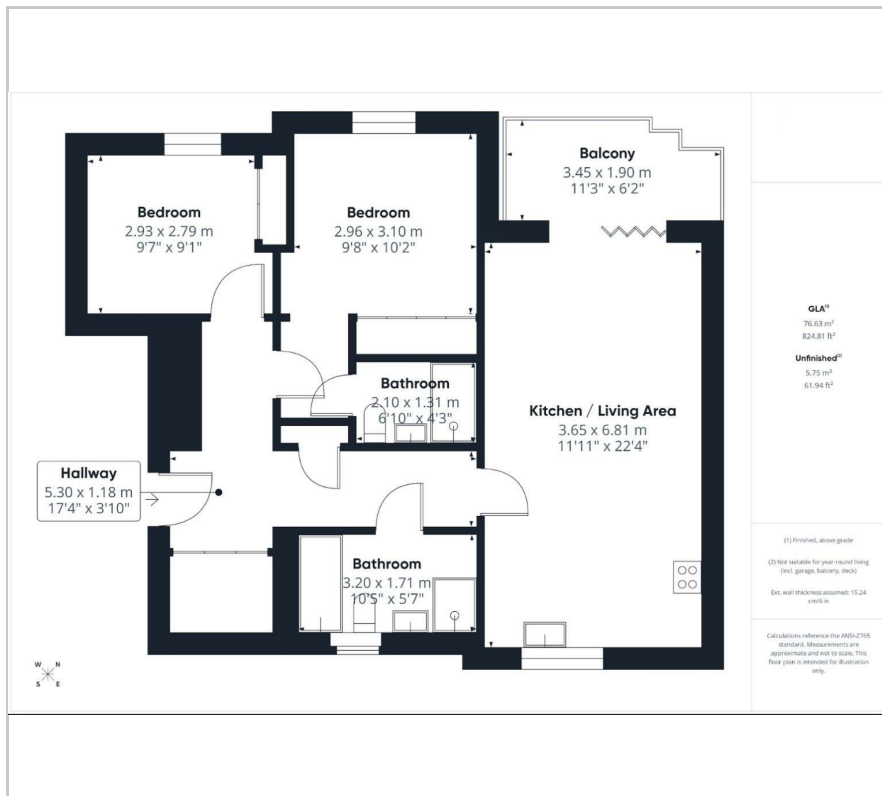 Balcony
3.45 x 1.90 m
11'3" x 6'2"
Bedroom
2.93 x 2.79 m
9'7" x 9'1"
Bedroom
2.96 x 3.10 m
9'8" x 10'2"
Bathroom
2.10 x 1.31 m
6'10" x 4'3"
Kitchen / Living Area
3.65 x 6.81 m
11'11" x 22'4"
Hallway
5.30 x 1.18 m
17'4" x 3'10"
Bathroom
3.20 x 1.71 m
10'5" x 5'7"
W N
S E
GLA(1)
76.63 m²
824.81 ft²
Unfinished(2)
5.75 m²
61.94 ft²
(1) Finished, above grade
(2) Not suitable for year-round living
(incl. garage, balcony, deck)
Ext. wall thickness assumed: 15.24
cm/6 in
Calculations reference the ANSI-Z765
standard. Measurements are
approximate and not to scale. This
floor plan is intended for illustration
only.